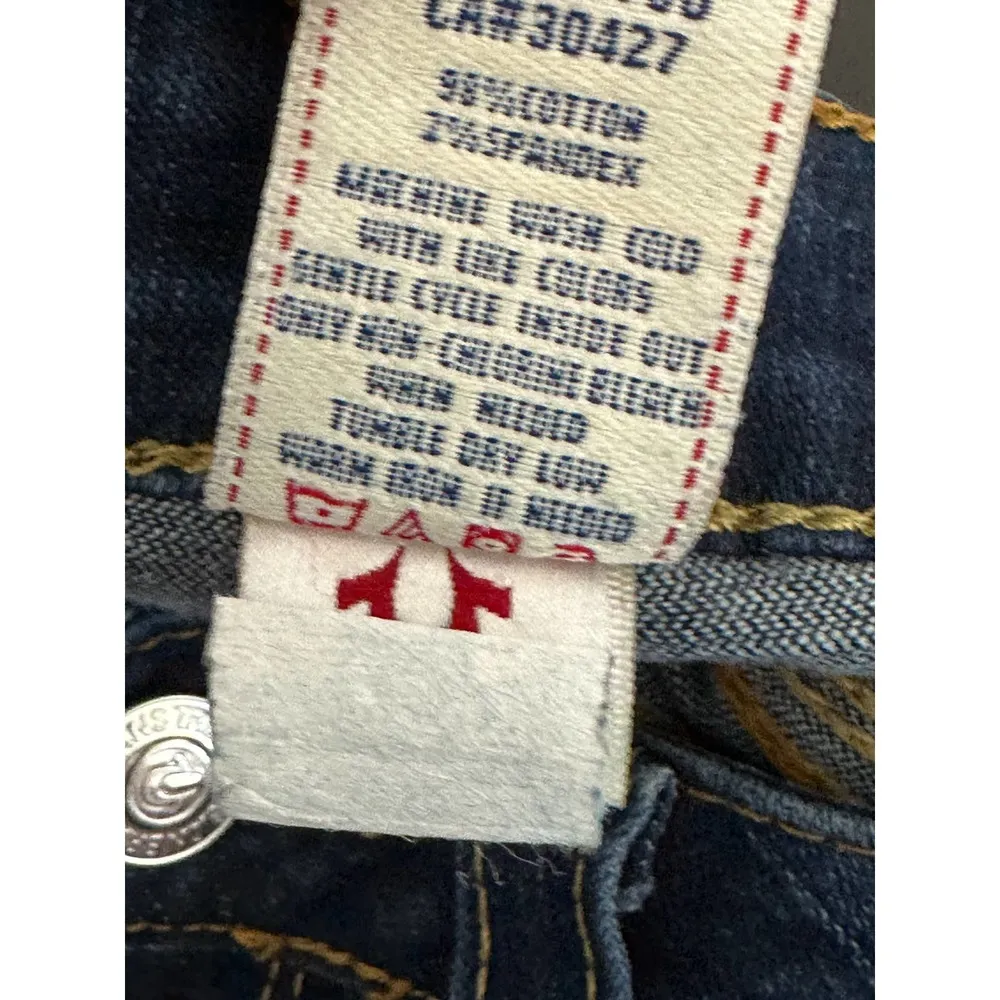 CA#30427
98%COTTON
2%SPANDEX
MACHINE WASH COLD
WITH LIKE COLORS
GENTLE CYCLE INSIDE OUT
ONLY NON CHLORINE BLEACH
WHEN NEEDED
TUMBLE DRY LOW
WARM IRON IF NEEDED